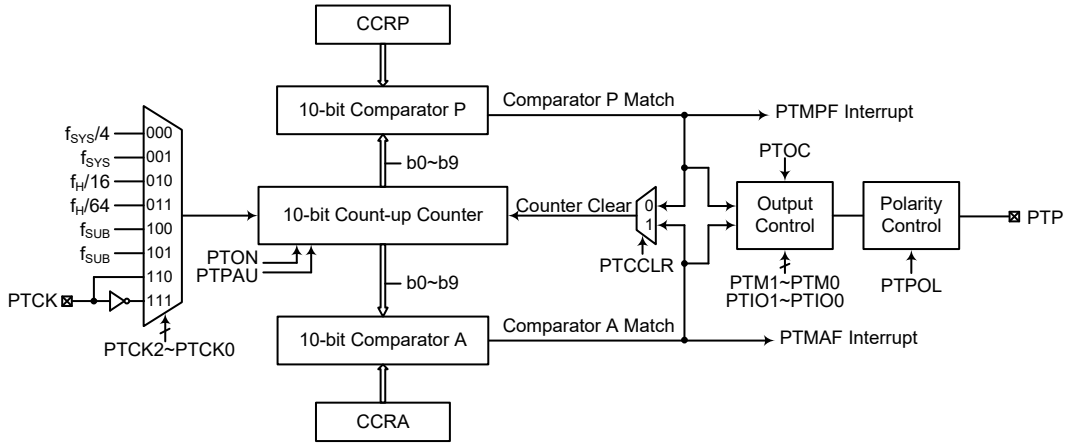 CCRP
10-bit Comparator P
Comparator P Match
PTMPF Interrupt
b0~b9
PTOC
fSYS/4
000
fSYS
001
fH/16
010
fH/64
011
fSUB
100
fSUB
101
110
111
PTCK
PTCK2~PTCK0
10-bit Count-up Counter
Counter Clear
0
1
PTCCLR
Output
Control
Polarity
Control
PTP
PTON
PTPAU
PTM1~PTM0
PTIO1~PTIO0
PTPOL
b0~b9
10-bit Comparator A
Comparator A Match
PTMAF Interrupt
CCRA